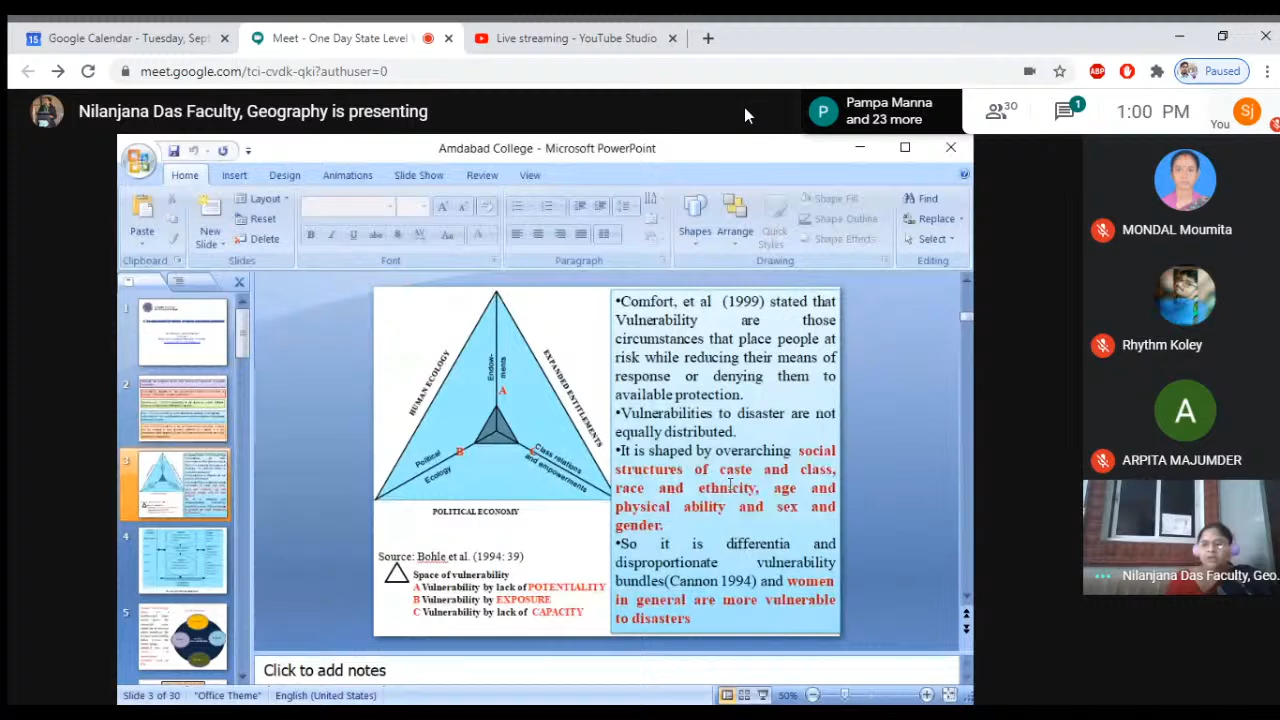 Google Calendar - Tuesday, Sept
Meet - One Day State Level
Live streaming - YouTube Studio
meet.google.com/tci-cvdk-qki?authuser=0
ABP
Paused
Nilanjana Das Faculty, Geography is presenting
P
Pampa Manna
and 23 more
30
1
1:00 PM
You
Sj
Amdabad College - Microsoft PowerPoint
Home Insert Design Animations Slide Show Review View
Paste
Clipboard
New
Slide
Layout
Reset
Delete
Slides
Font
Paragraph
Shapes
Arrange
Quick
Styles
Shape Fill
Shape Outline
Shape Effects
Drawing
Find
Replace
Select
Editing
1
2
3
4
5
HUMAN ECOLOGY
EXPANDED ENTITLEMENTS
Endow-
ments
A
B
Political
Ecology
Class relations
and empowerments
POLITICAL ECONOMY
Source: Bohle et al. (1994: 39)
Space of vulnerability
A Vulnerability by lack of POTENTIALITY
B Vulnerability by EXPOSURE
C Vulnerability by lack of CAPACITY
•Comfort, et al (1999) stated that
Vulnerability are those
circumstances that place people at
risk while reducing their means of
response or denying them to
available protection.
•Vulnerabilities to disaster are not
equally distributed.
•It is shaped by overarching social
structures of caste and class,
race and ethnicity, age and
physical ability and sex and
gender.
•So it is differentia and
disproportionate vulnerability
bundles(Cannon 1994) and women
in general are more vulnerable
to disasters
Click to add notes
Slide 3 of 30
"Office Theme"
English (United States)
50%
MONDAL Moumita
Rhythm Koley
A
ARPITA MAJUMDER
Nilanjana Das Faculty, Geo...